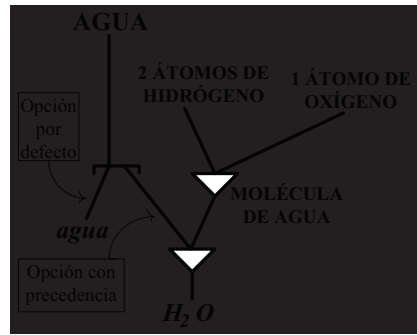 AGUA
2 ÁTOMOS DE
HIDRÓGENO
1 ÁTOMO DE
OXÍGENO
Opción
por
defecto
MOLÉCULA
DE AGUA
agua
Opción con
precedencia
H₂ O